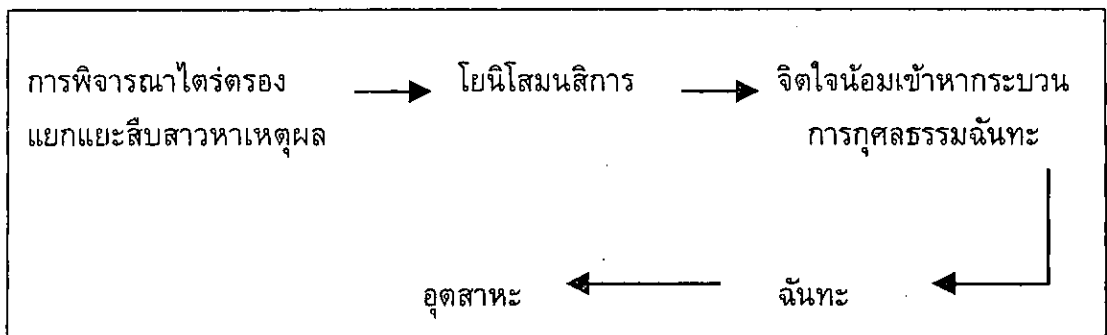 การพิจารณาไตร่ตรอง
แยกแยะสืบสาวหาเหตุผล
โยนิโสมนสิการ
จิตใจน้อมเข้าหากระบวน
การกุศลธรรมฉันทะ
ฉันทะ
อุตสาหะ